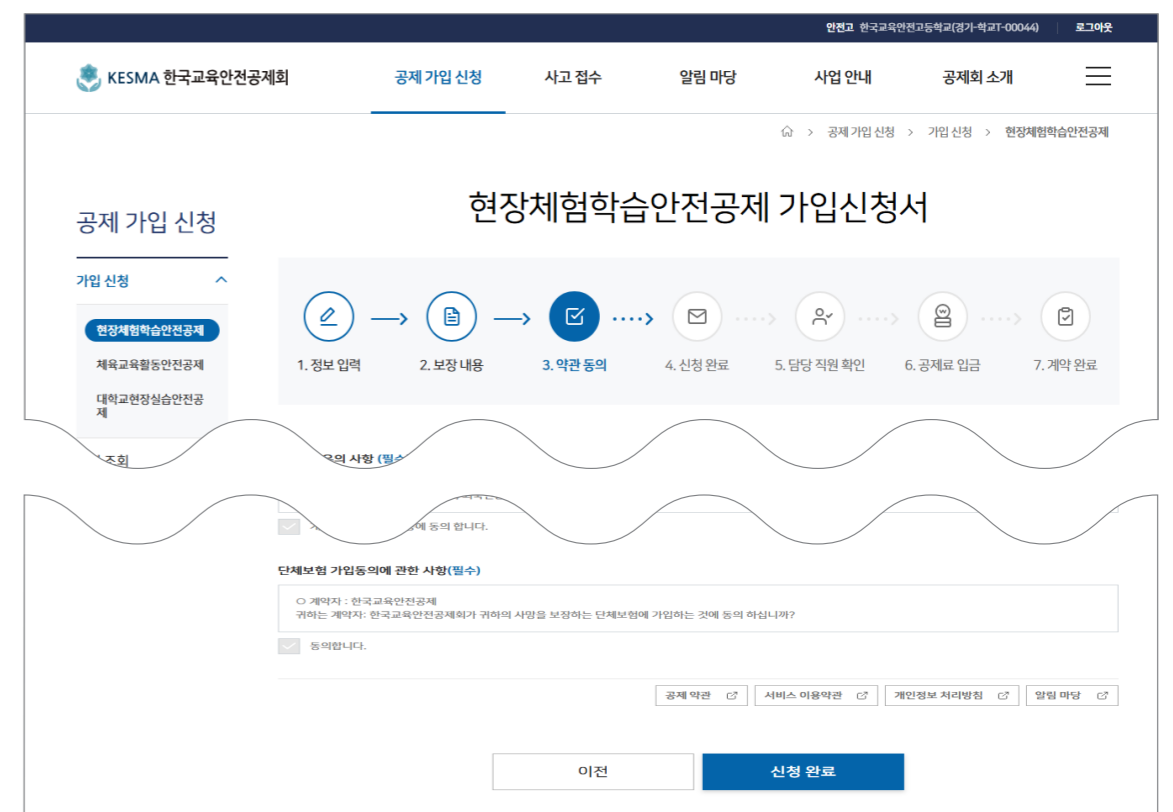 안전고 한국교육안전고등학교(경기-학교T-00044) 로그아웃
KESMA 한국교육안전공제회 공제 가입 신청 사고 접수 알림 마당 사업 안내 공제회 소개
> 공제 가입 신청 > 가입 신청 > 현장체험학습안전공제
현장체험학습안전공제 가입신청서
공제 가입 신청
가입 신청
현장체험학습안전공제
체육교육활동안전공제
대학교현장실습안전공
제
1. 정보 입력 2. 보장 내용 3. 약관 동의 4. 신청 완료 5. 담당 직원 확인 6. 공제료 입금 7. 계약 완료
조회
사항 (필수
동의 합니다.
단체보험 가입동의에 관한 사항(필수)
○ 계약자 : 한국교육안전공제
귀하는 계약자: 한국교육안전공제회가 귀하의 사망을 보장하는 단체보험에 가입하는 것에 동의 하십니까?
동의합니다.
공제 약관 서비스 이용약관 개인정보 처리방침 알림 마당
이전 신청 완료